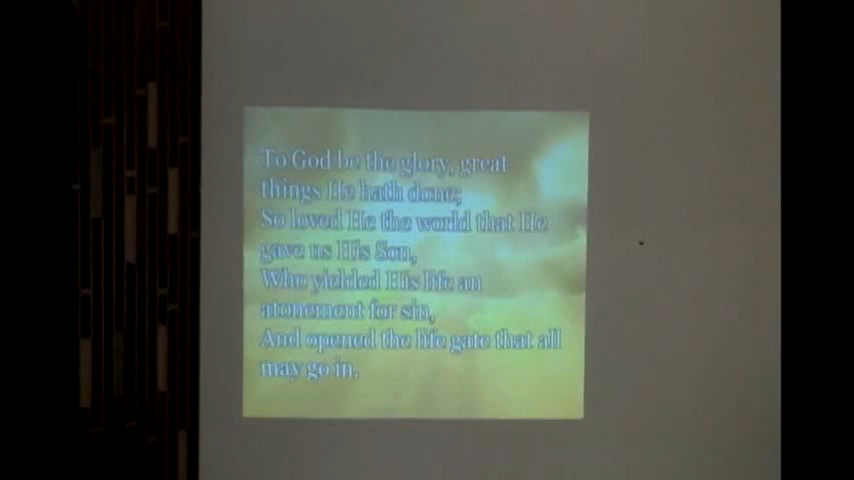 To God be the glory, great
things He hath done;
So loved He the world that He
gave us His Son,
Who yielded His life an
atonement for sin,
And opened the life gate that all
may go in.